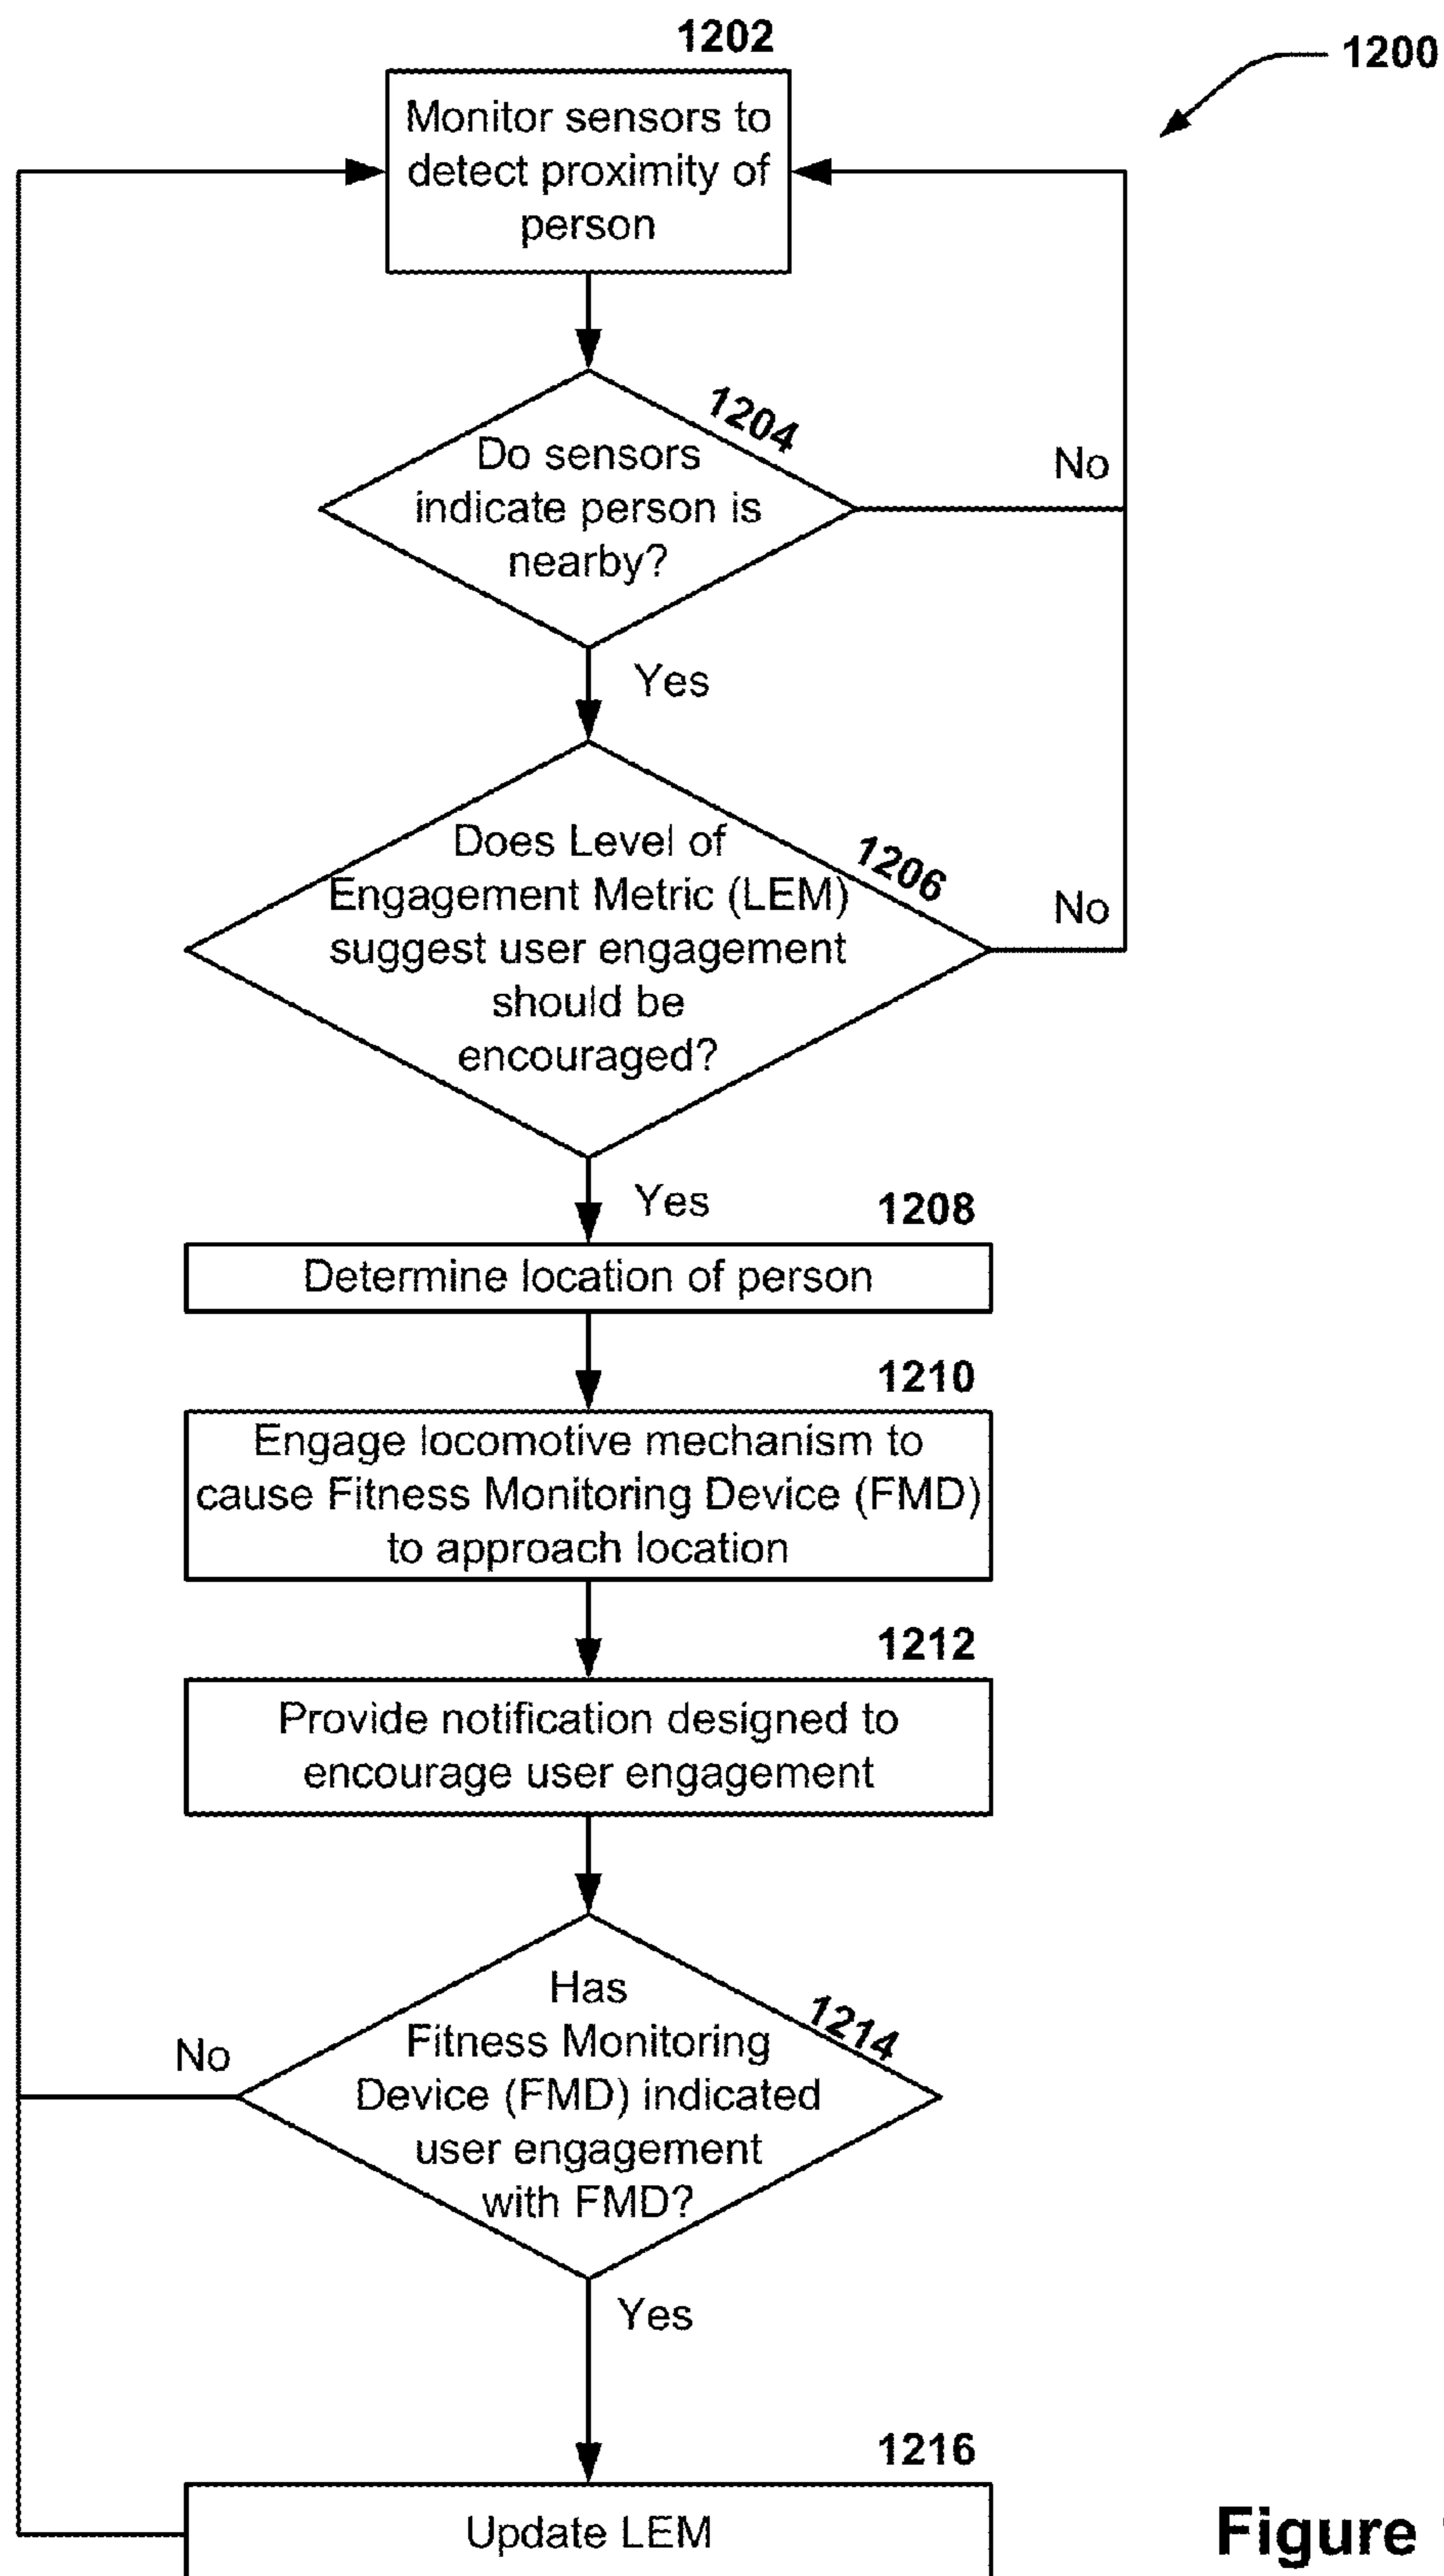 1202
1200
Monitor sensors to
detect proximity of
person
1204
Do sensors
indicate person is
nearby?
No
Yes
1206
Does Level of
Engagement Metric (LEM)
suggest user engagement
should be
encouraged?
No
Yes
1208
Determine location of person
1210
Engage locomotive mechanism to
cause Fitness Monitoring Device (FMD)
to approach location
1212
Provide notification designed to
encourage user engagement
1214
Has
Fitness Monitoring
Device (FMD) indicated
user engagement
with FMD?
No
Yes
1216
Update LEM
Figure